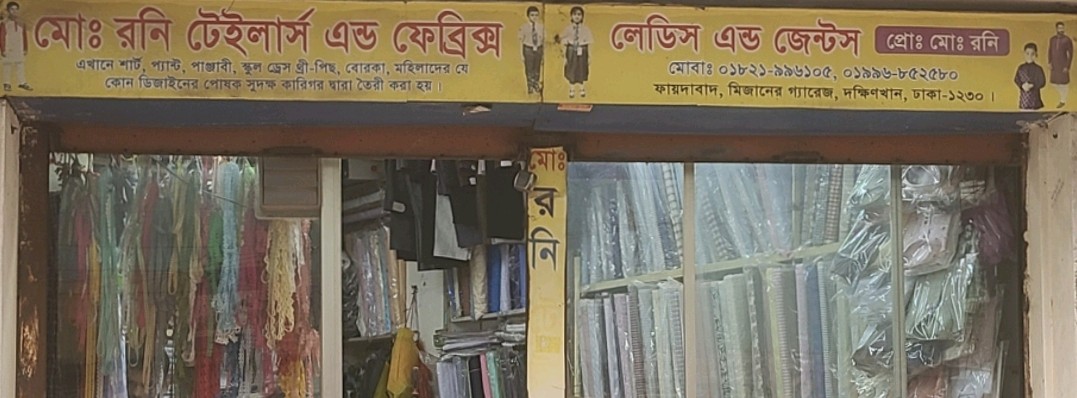 মোঃ রনি টেইলার্স এন্ড ফেব্রিক্স
এখানে শার্ট, প্যান্ট, পাঞ্জাবী, স্কুল ড্রেস থ্রী-পিছ, বোরকা, মহিলাদের যে
কোন ডিজাইনের পোষক সুদক্ষ কারিগর দ্বারা তৈরী করা হয়।
লেডিস এন্ড জেন্টস
প্রোঃ মোঃ রনি
মোবাঃ ০১৮২১-৯৯৬১০৫, ০১৯৯৬-৮৫২৫৮০
ফায়দাবাদ, মিজানের গ্যারেজ, দক্ষিণখান, ঢাকা-১২৩০।
মোঃ
র
নি